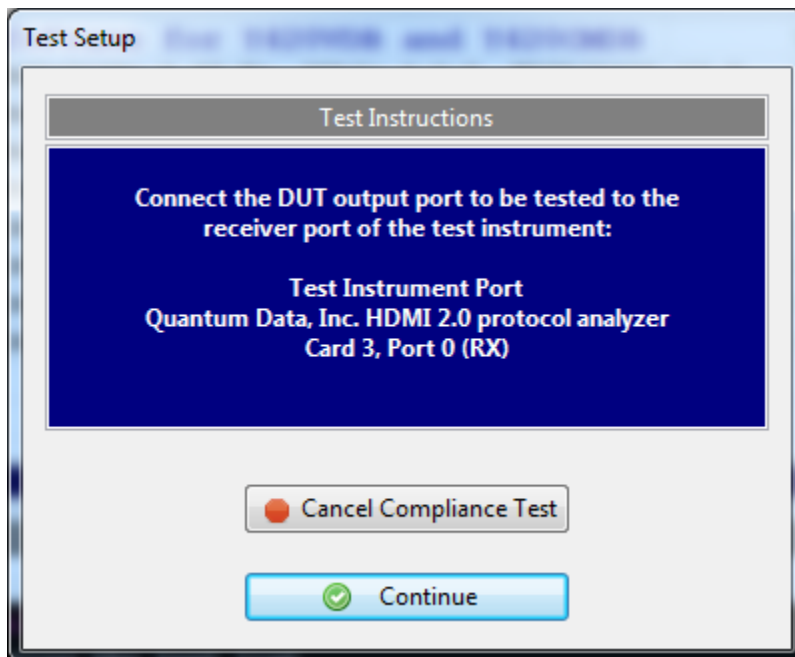 Test Setup
Test Instructions
Connect the DUT output port to be tested to the
receiver port of the test instrument:
Test Instrument Port
Quantum Data, Inc. HDMI 2.0 protocol analyzer
Card 3, Port 0 (RX)
Cancel Compliance Test
Continue